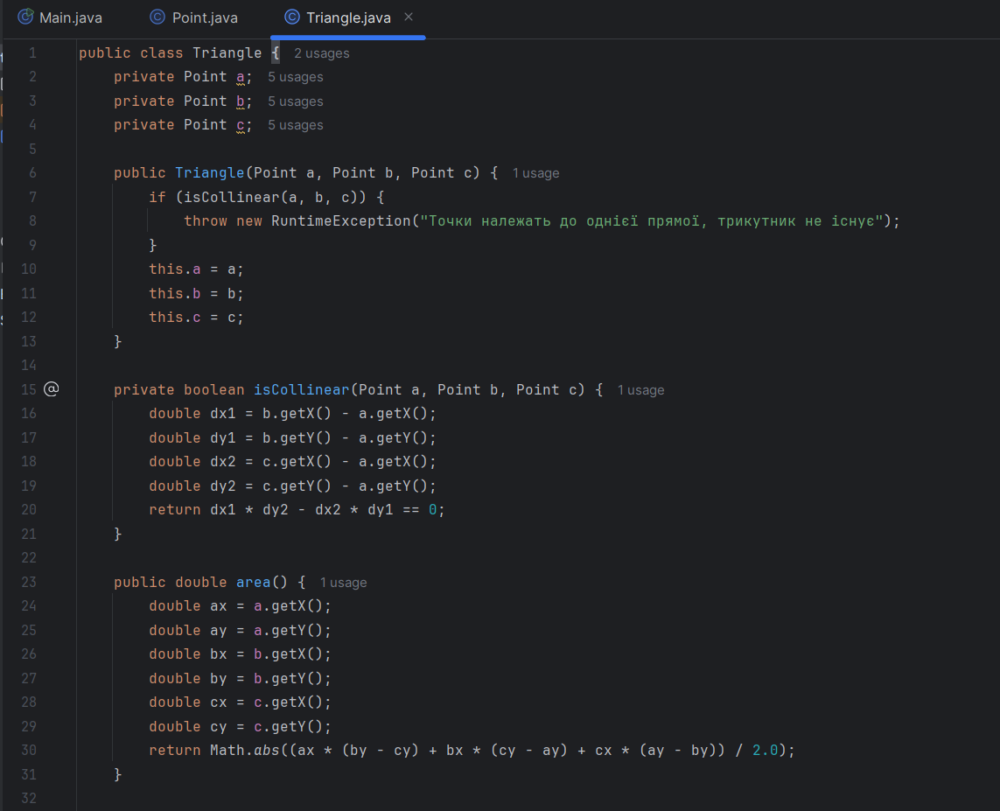 Main.java Point.java Triangle.java
1 public class Triangle { 2 usages
2 private Point a; 5 usages
3 private Point b; 5 usages
4 private Point c; 5 usages
5
6 public Triangle(Point a, Point b, Point c) { 1 usage
7 if (isCollinear(a, b, c)) {
8 throw new RuntimeException("Точки належать до однієї прямої, трикутник не існує");
9 }
10 this.a = a;
11 this.b = b;
12 this.c = c;
13 }
14
15 @ private boolean isCollinear(Point a, Point b, Point c) { 1 usage
16 double dx1 = b.getX() - a.getX();
17 double dy1 = b.getY() - a.getY();
18 double dx2 = c.getX() - a.getX();
19 double dy2 = c.getY() - a.getY();
20 return dx1 * dy2 - dx2 * dy1 == 0;
21 }
22
23 public double area() { 1 usage
24 double ax = a.getX();
25 double ay = a.getY();
26 double bx = b.getX();
27 double by = b.getY();
28 double cx = c.getX();
29 double cy = c.getY();
30 return Math.abs((ax * (by - cy) + bx * (cy - ay) + cx * (ay - by)) / 2.0);
31 }
32